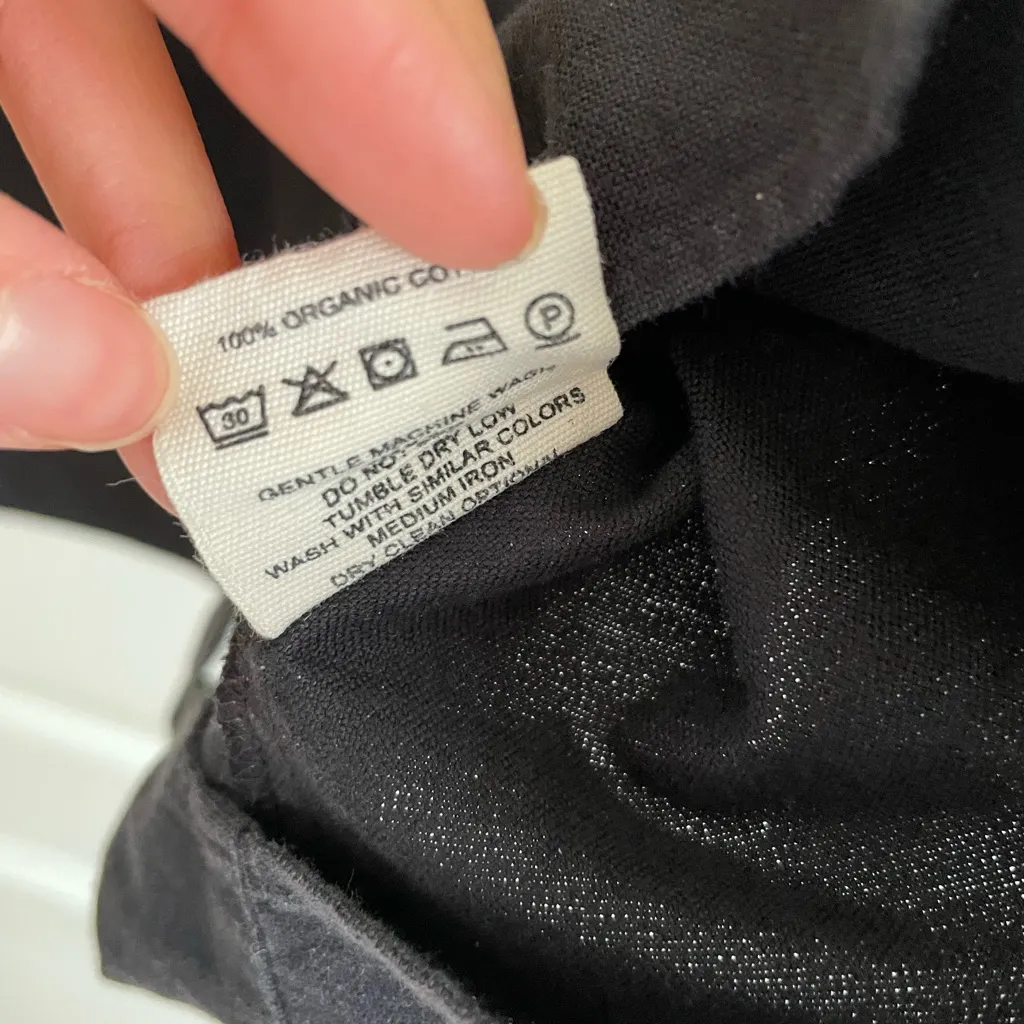 100% ORGANIC
30
P
GENTLE MACHINE WASH
DO NOT
TUMBLE DRY LOW
WASH WITH SIMILAR COLORS
MEDIUM IRON
DRY CLEAN OPTIONAL